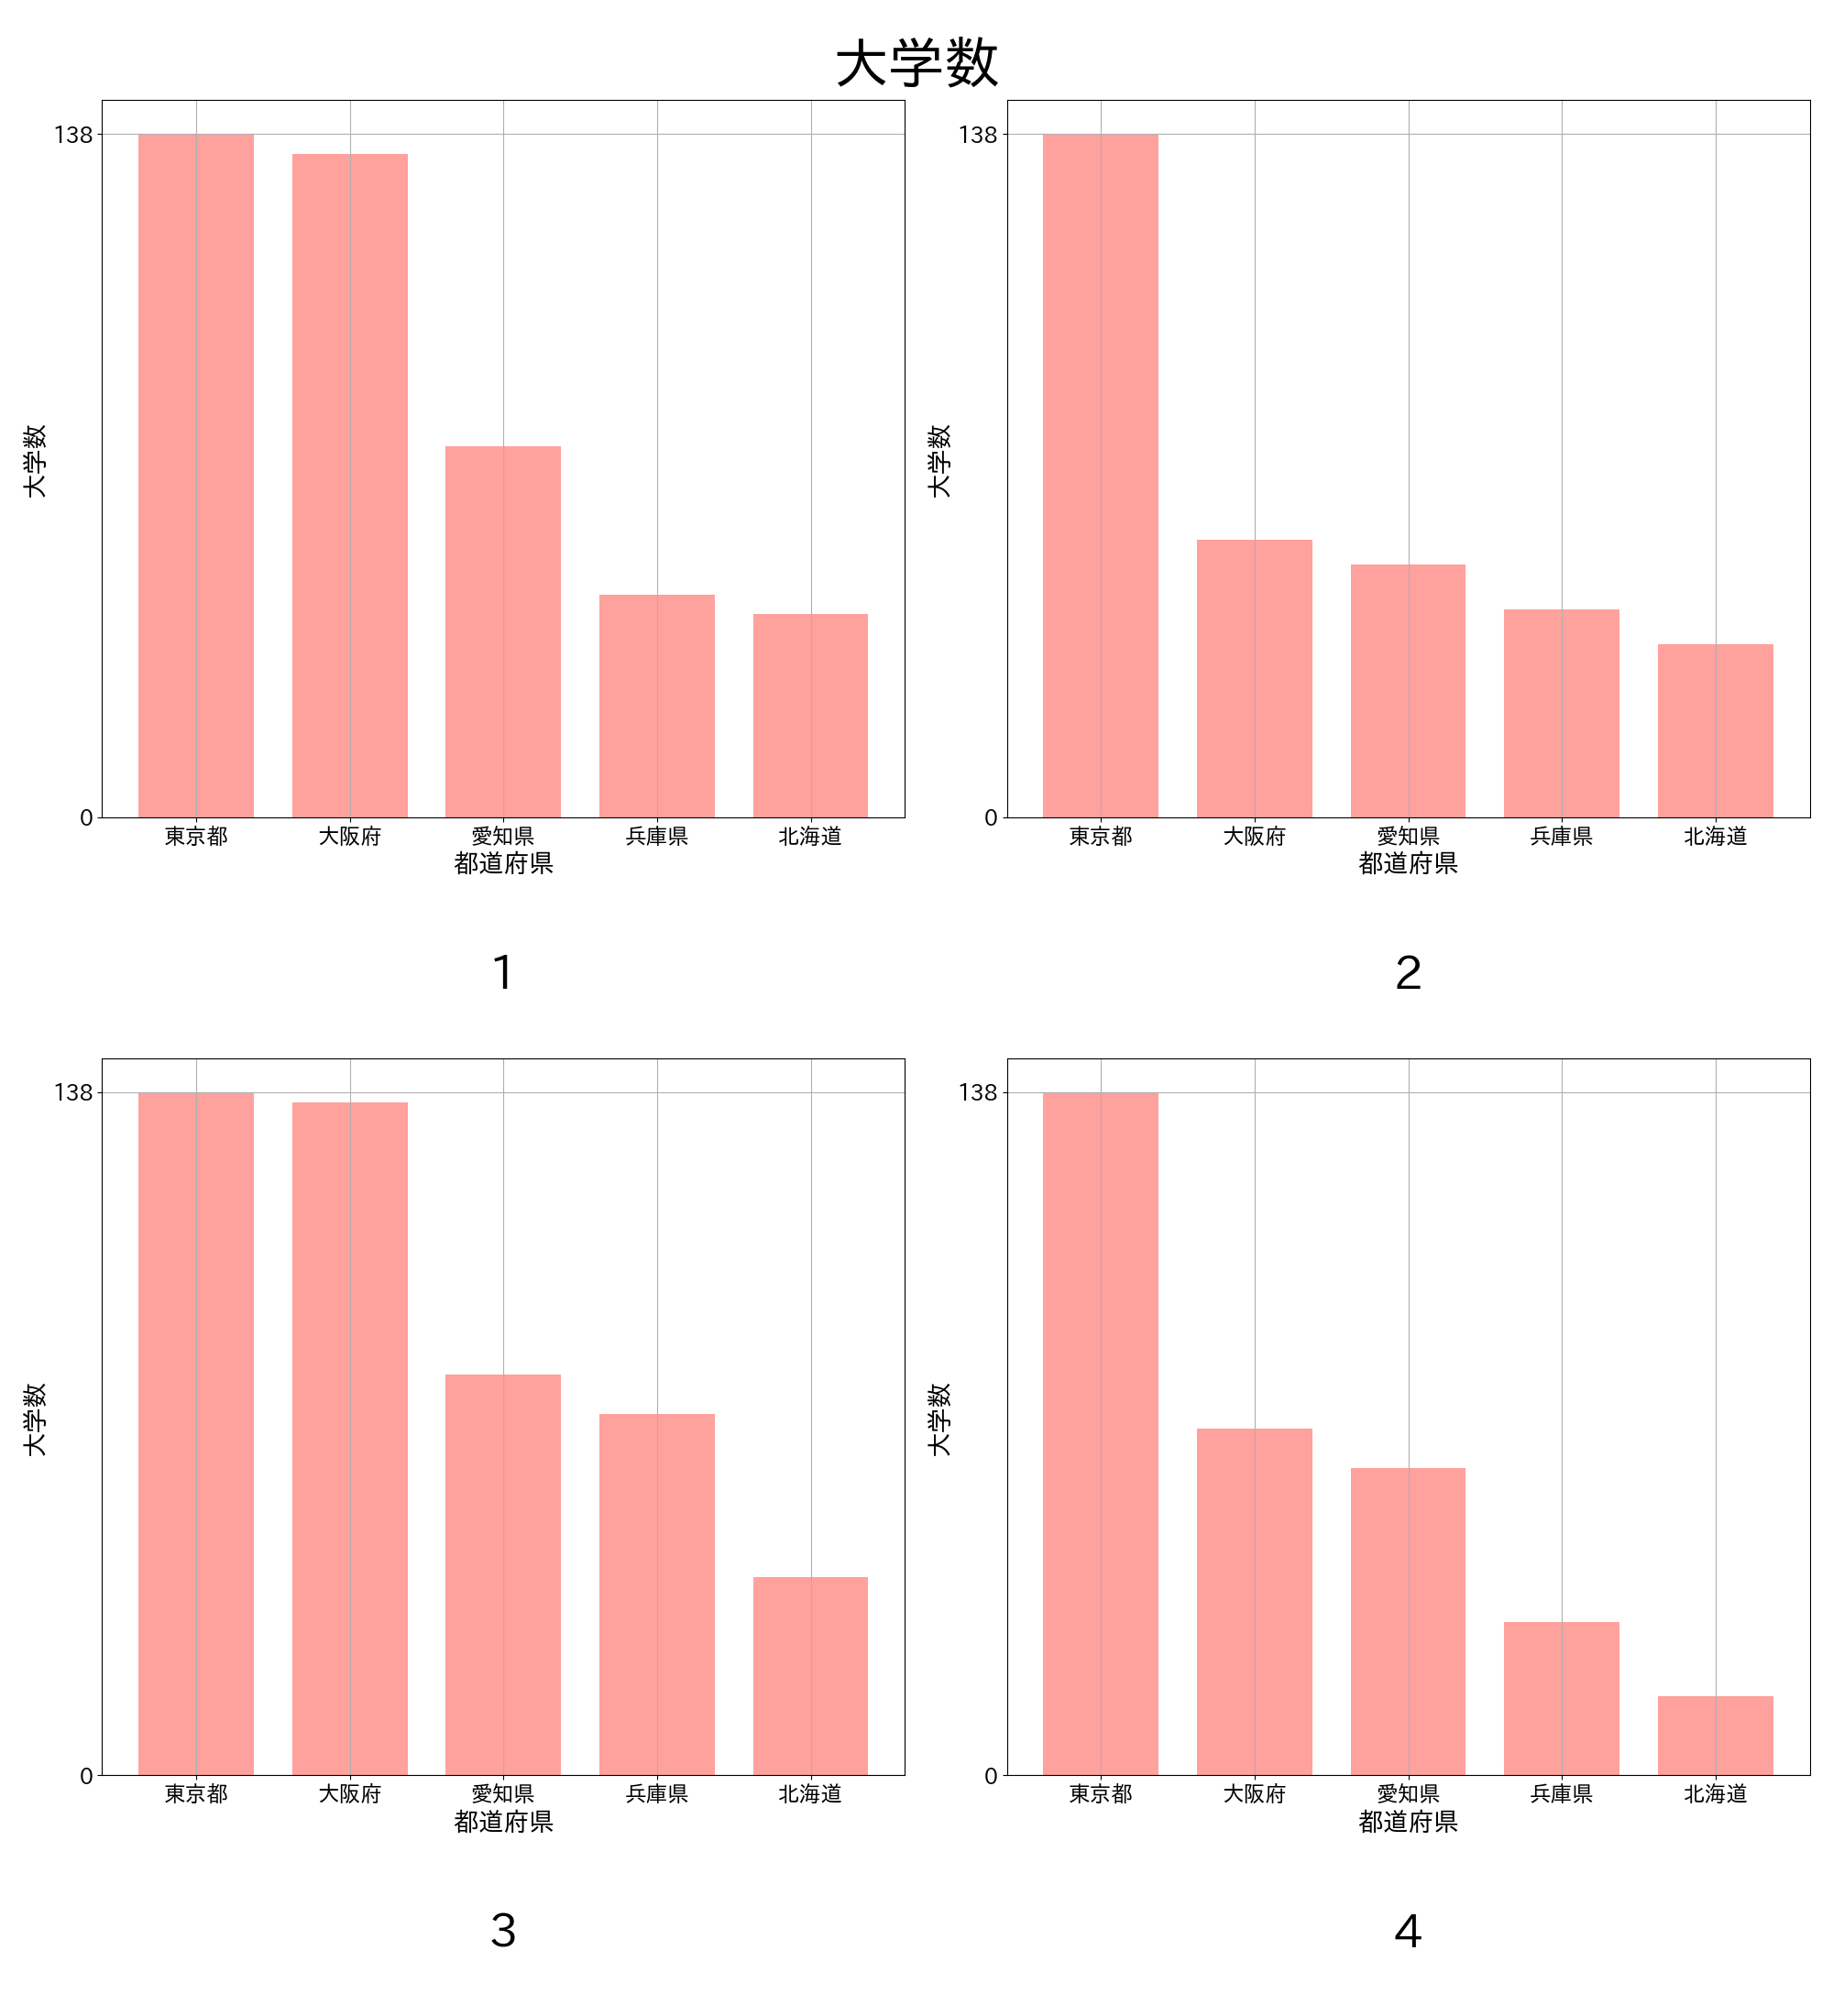 大学数
138
0
大学数
東京都 大阪府 愛知県 兵庫県 北海道
都道府県
1
138
0
大学数
東京都 大阪府 愛知県 兵庫県 北海道
都道府県
2
138
0
大学数
東京都 大阪府 愛知県 兵庫県 北海道
都道府県
3
138
0
大学数
東京都 大阪府 愛知県 兵庫県 北海道
都道府県
4